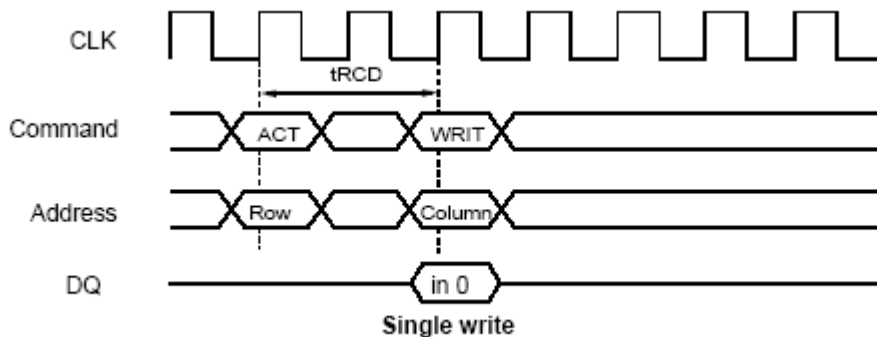 CLK
tRCD
Command ACT WRIT
Address Row Column
DQ in 0
Single write